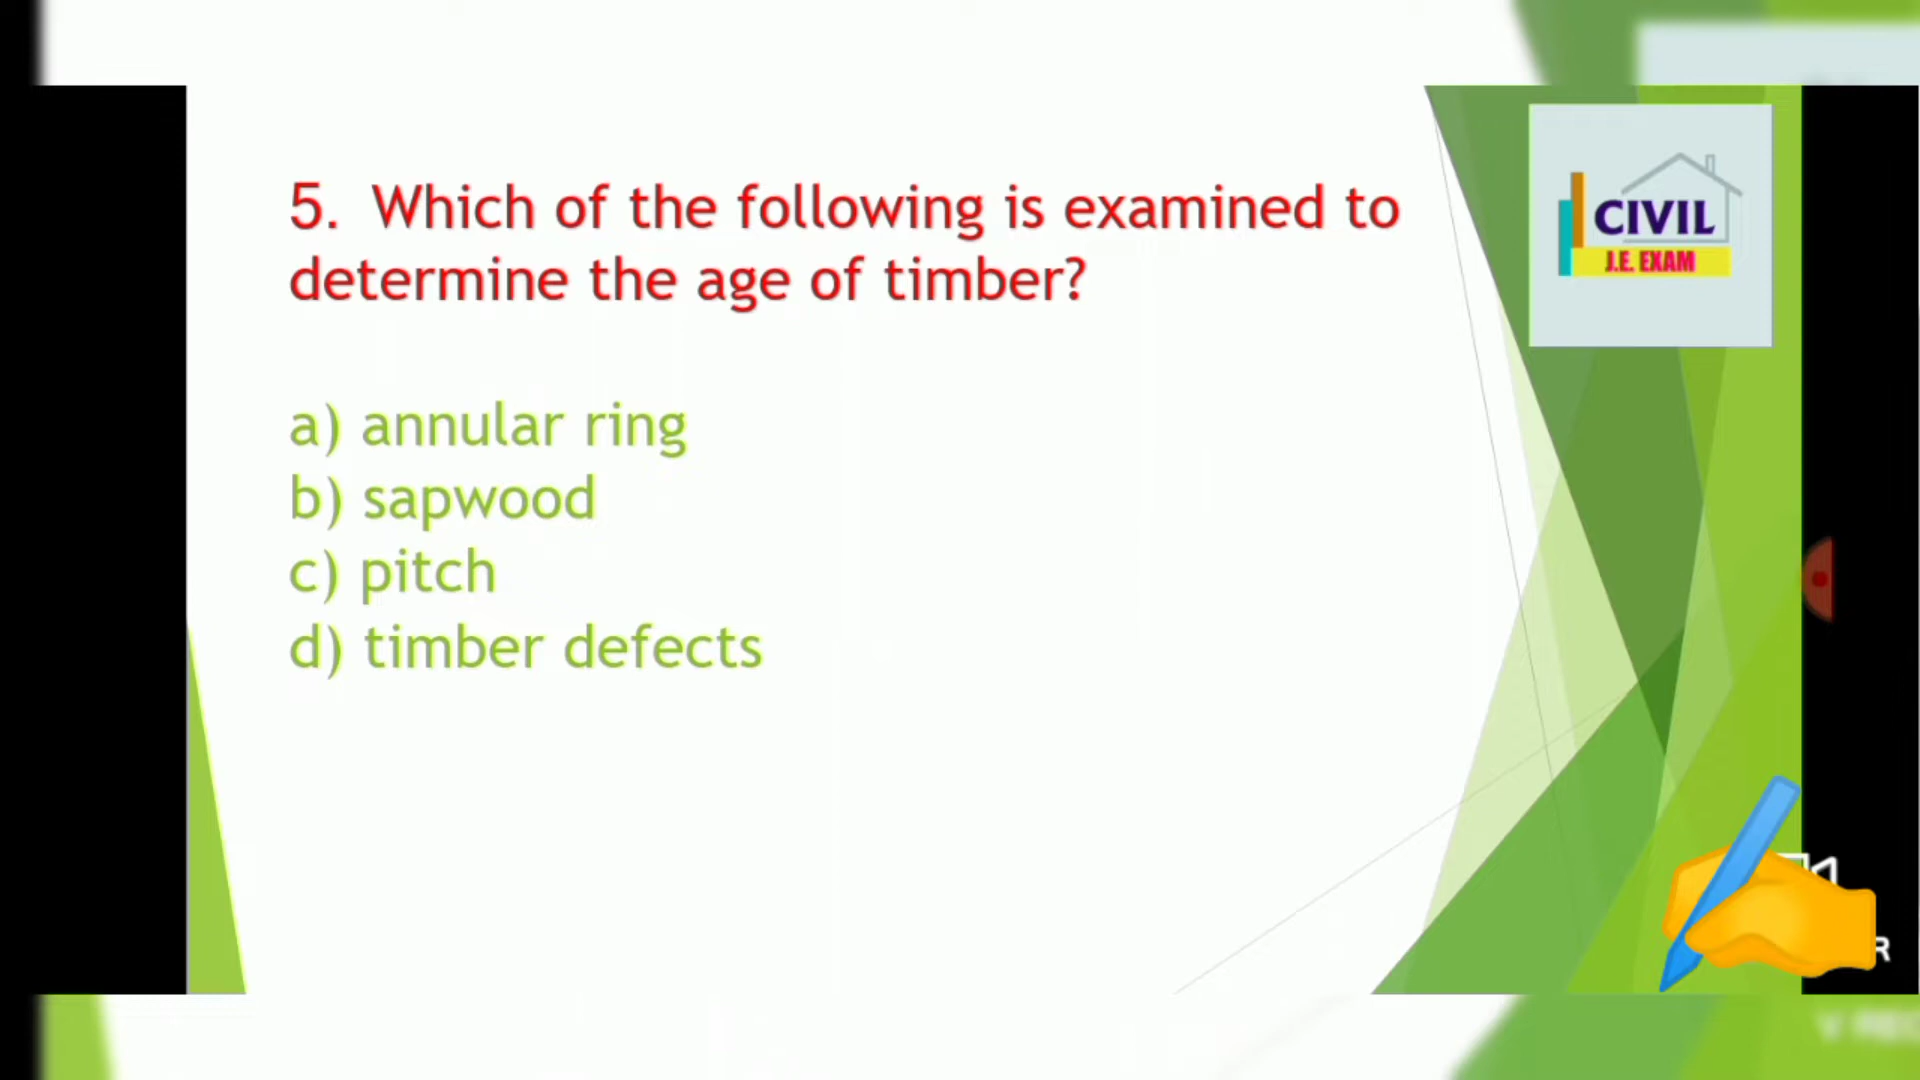 5. Which of the following is examined to
determine the age of timber?
a) annular ring
b) sapwood
c) pitch
d) timber defects
CIVIL
J.E. EXAM
R
V REC